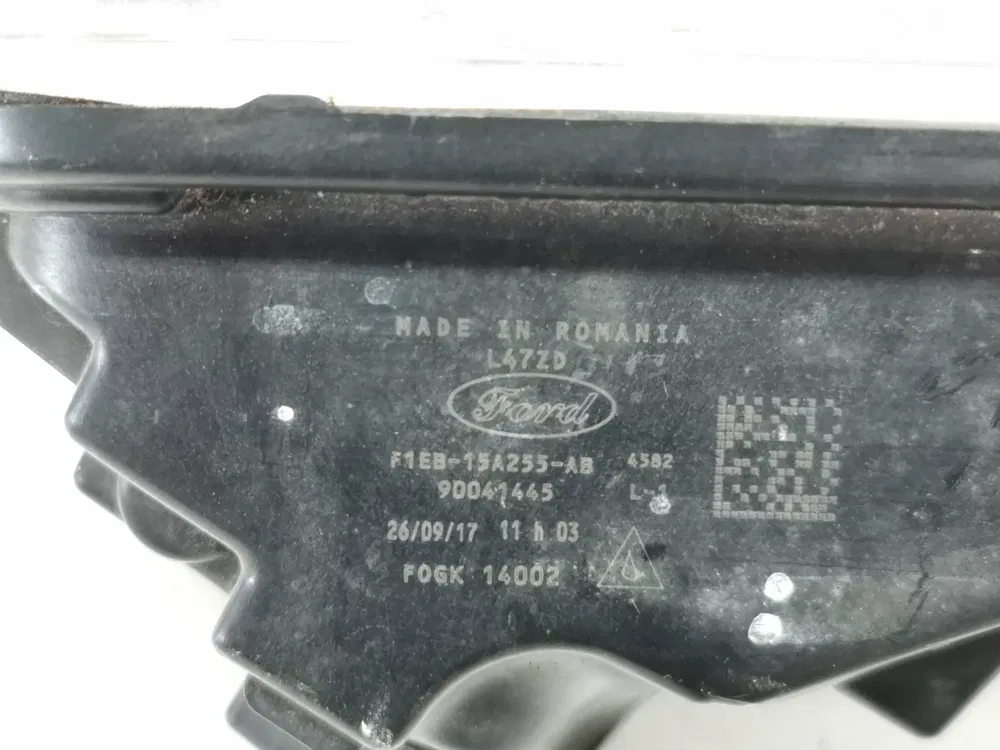 MADE IN ROMANIA
L47ZD
Ford
F1EB-15A255-AB 4582
90041445 L-1
26/09/17 11 h 03
FOGK 14002